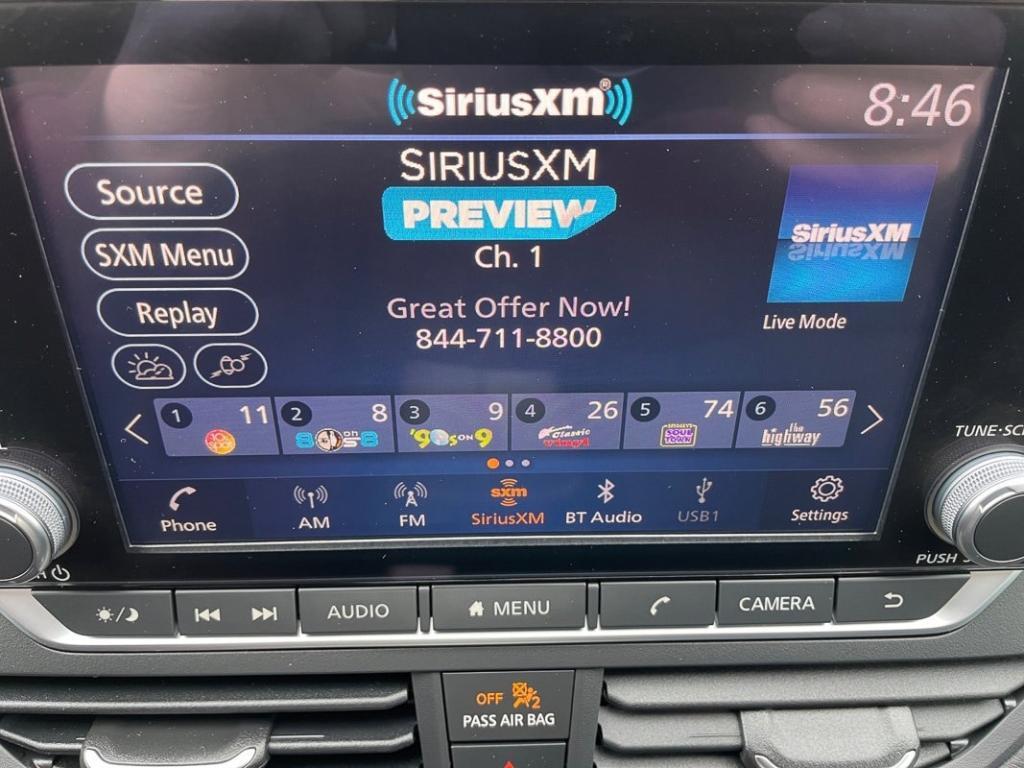 SiriusXM®
8:46
SIRIUSXM
PREVIEW
Ch. 1
Great Offer Now!
844-711-8800
Source
SXM Menu
Replay
SiriusXM
Live Mode
1 11
2 8 80s on 8
3 9 '90s ON 9
4 26 Classic vinyl
5 74 SOUL TOWN
6 56 the highway
Phone
AM
FM
sxm
SiriusXM
BT Audio
USB1
Settings
TUNE·SC
PUSH
AUDIO
MENU
CAMERA
OFF 2
PASS AIR BAG